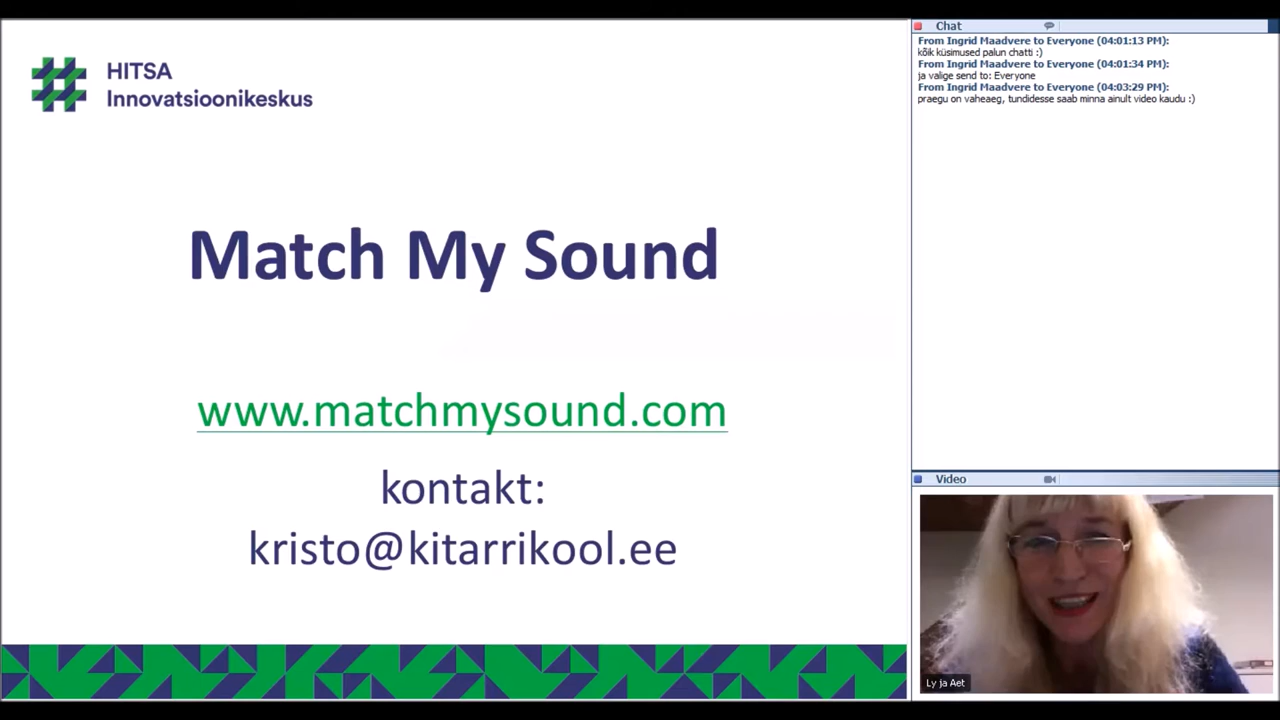 HITSA
Innovatsioonikeskus
Match My Sound
www.matchmysound.com
kontakt:
kristo@kitarrikool.ee
Chat
From Ingrid Maadvere to Everyone (04:01:13 PM):
kõik küsimused palun chatti :)
From Ingrid Maadvere to Everyone (04:01:34 PM):
ja valige send to: Everyone
From Ingrid Maadvere to Everyone (04:03:29 PM):
praegu on vaheaeg, tundidesse saab minna ainult video kaudu :)
Video
Ly ja Aet